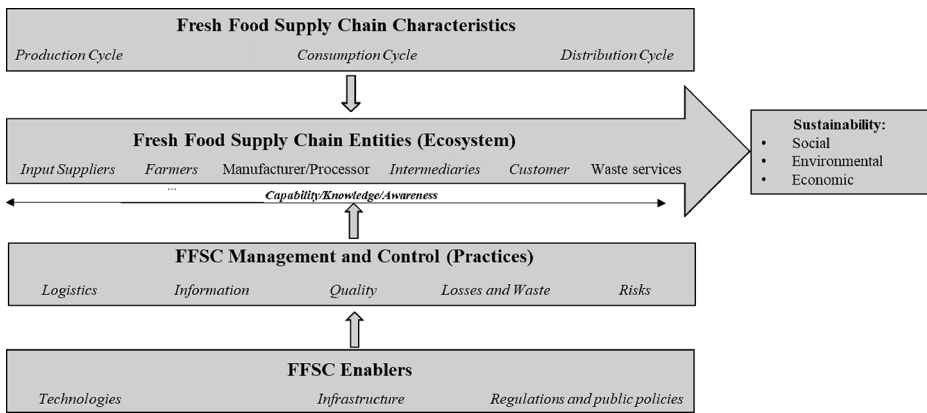 Fresh Food Supply Chain Characteristics
Production Cycle Consumption Cycle Distribution Cycle
Fresh Food Supply Chain Entities (Ecosystem)
Input Suppliers Farmers Manufacturer/Processor Intermediaries Customer Waste services
...
Capability/Knowledge/Awareness
Sustainability:
• Social
• Environmental
• Economic
FFSC Management and Control (Practices)
Logistics Information Quality Losses and Waste Risks
FFSC Enablers
Technologies Infrastructure Regulations and public policies